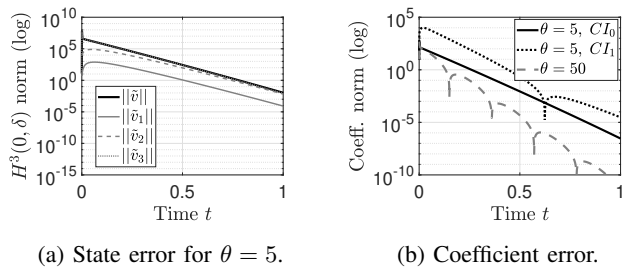 H^3(0, δ) norm (log)
10^10
10^5
10^0
10^-5
10^-10
10^-15
||ṽ||
||ṽ_1||
||ṽ_2||
||ṽ_3||
0 0.5 1
Time t
(a) State error for θ = 5.
Coeff. norm (log)
10^5
10^0
10^-5
10^-10
θ = 5, CI_0
θ = 5, CI_1
θ = 50
0 0.5 1
Time t
(b) Coefficient error.